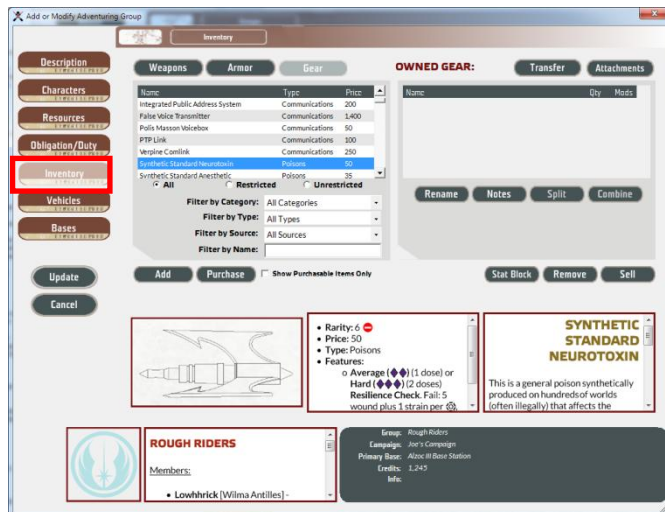 Add or Modify Adventuring Group
Inventory
Description
Characters
Resources
Obligation/Duty
Inventory
Vehicles
Bases
Update
Cancel
Weapons Armor Gear
Name Type Price
Integrated Public Address System Communications 200
False Voice Transmitter Communications 1,400
Polis Masson Voicebox Communications 50
PTP Link Communications 100
Verpine Comlink Communications 250
Synthetic Standard Neurotoxin Poisons 50
Synthetic Standard Anesthetic Poisons 35
All Restricted Unrestricted
Filter by Category: All Categories
Filter by Type: All Types
Filter by Source: All Sources
Filter by Name:
Add Purchase Show Purchasable Items Only
OWNED GEAR: Transfer Attachments
Name Qty Mods
Rename Notes Split Combine
Stat Block Remove Sell
• Rarity: 6
• Price: 50
• Type: Poisons
• Features:
o Average (♦♦) (1 dose) or
Hard (♦♦♦) (2 doses)
Resilience Check. Fail: 5
wound plus 1 strain per
SYNTHETIC
STANDARD
NEUROTOXIN
This is a general poison synthetically
produced on hundreds of worlds
(often illegally) that affects the
ROUGH RIDERS
Members:
• Lowhhrick [Wilma Antilles] -
Group: Rough Riders
Campaign: Joe's Campaign
Primary Base: Alzoc III Base Station
Credits: 1,245
Info: